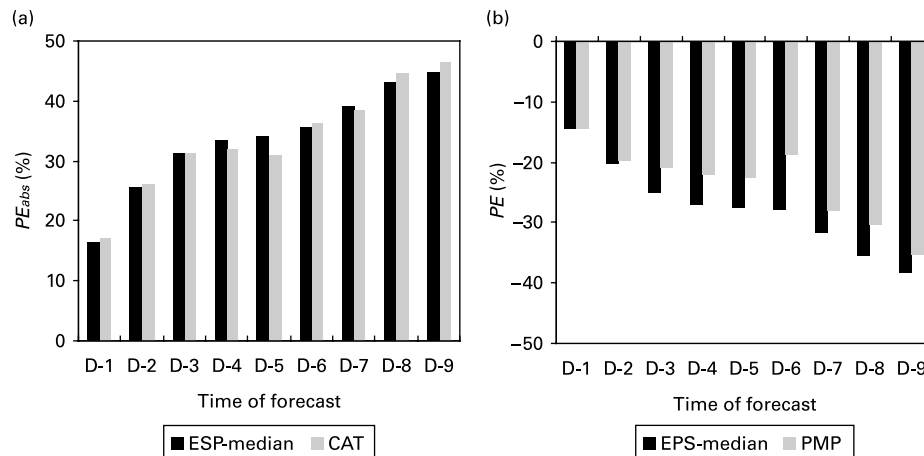 (a)
50
40
30
20
10
0
PEabs (%)
D-1 D-2 D-3 D-4 D-5 D-6 D-7 D-8 D-9
Time of forecast
ESP-median CAT
(b)
0
−10
−20
−30
−40
−50
PE (%)
D-1 D-2 D-3 D-4 D-5 D-6 D-7 D-8 D-9
Time of forecast
EPS-median PMP